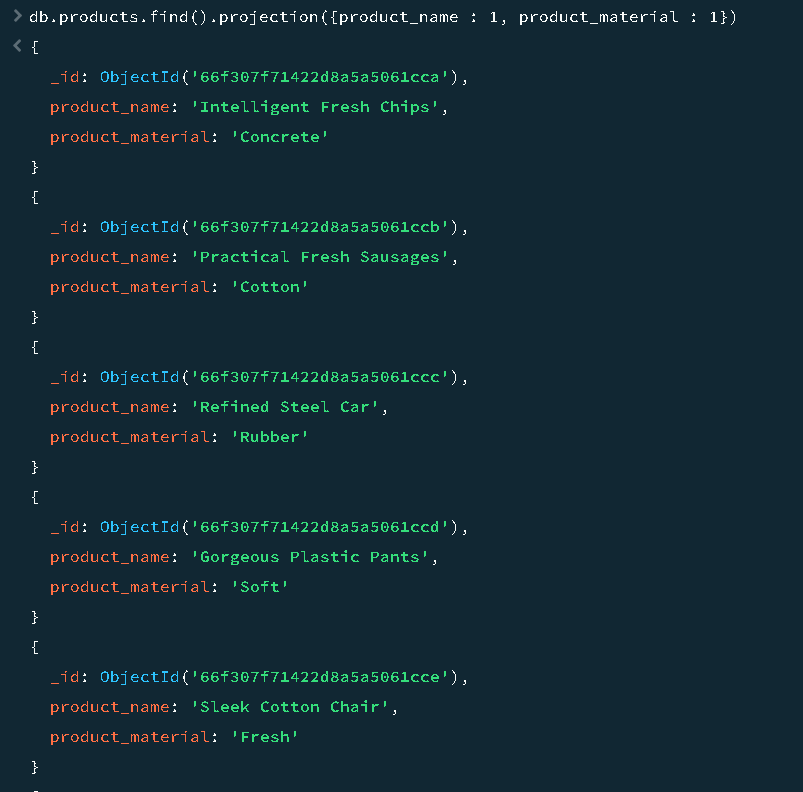 > db.products.find().projection({product_name : 1, product_material : 1})
< {
_id: ObjectId('66f307f71422d8a5a5061cca'),
product_name: 'Intelligent Fresh Chips',
product_material: 'Concrete'
}
{
_id: ObjectId('66f307f71422d8a5a5061ccb'),
product_name: 'Practical Fresh Sausages',
product_material: 'Cotton'
}
{
_id: ObjectId('66f307f71422d8a5a5061ccc'),
product_name: 'Refined Steel Car',
product_material: 'Rubber'
}
{
_id: ObjectId('66f307f71422d8a5a5061ccd'),
product_name: 'Gorgeous Plastic Pants',
product_material: 'Soft'
}
{
_id: ObjectId('66f307f71422d8a5a5061cce'),
product_name: 'Sleek Cotton Chair',
product_material: 'Fresh'
}